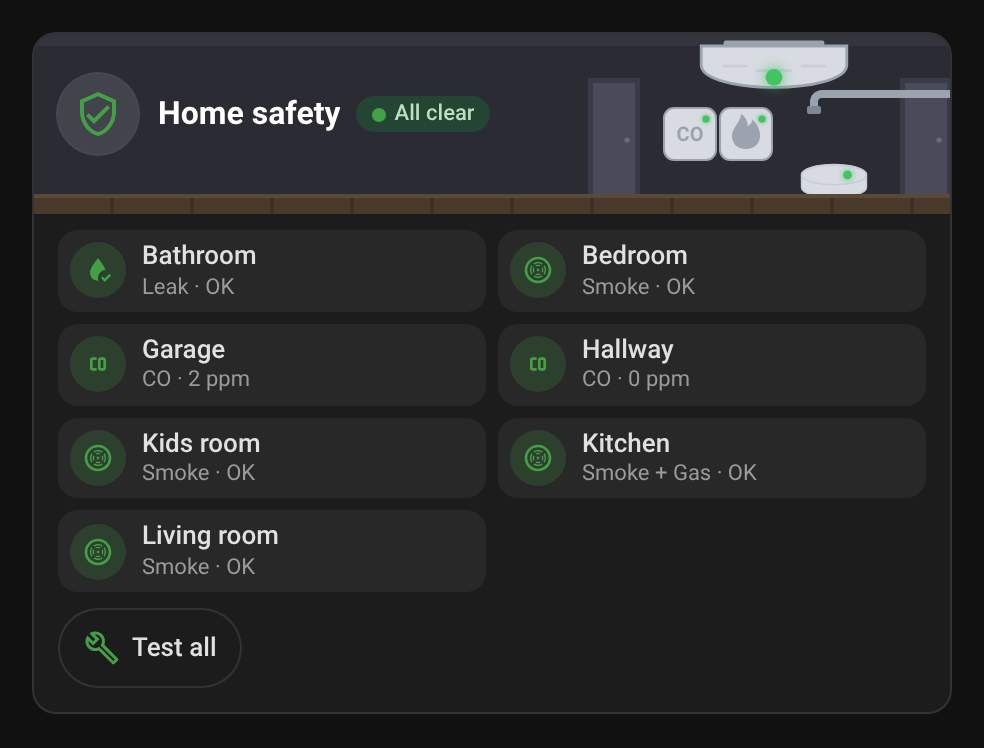 Home safety
All clear
CO
Bathroom
Leak · OK
Bedroom
Smoke · OK
CO
Garage
CO · 2 ppm
CO
Hallway
CO · 0 ppm
Kids room
Smoke · OK
Kitchen
Smoke + Gas · OK
Living room
Smoke · OK
Test all